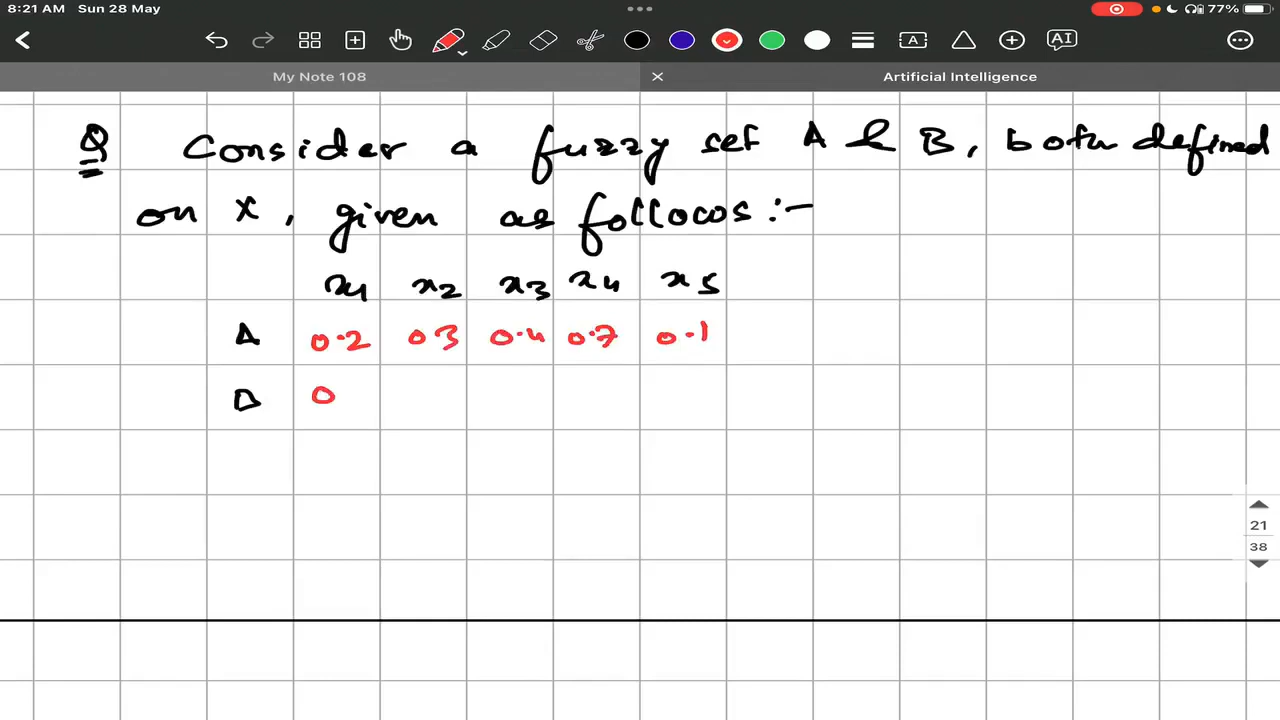 8:21 AM Sun 28 May
77%
My Note 108
Artificial Intelligence
Q Consider a fuzzy set A & B, both defined
on X, given as follows :-
x1 x2 x3 x4 x5
A 0.2 0.3 0.4 0.7 0.1
B 0
21
38